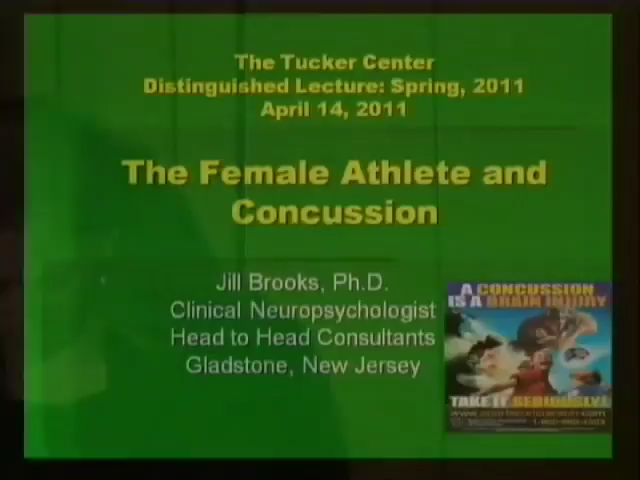 The Tucker Center
Distinguished Lecture: Spring, 2011
April 14, 2011
The Female Athlete and
Concussion
Jill Brooks, Ph.D.
Clinical Neuropsychologist
Head to Head Consultants
Gladstone, New Jersey
A CONCUSSION
IS A BRAIN INJURY
TAKE IT SERIOUSLY!